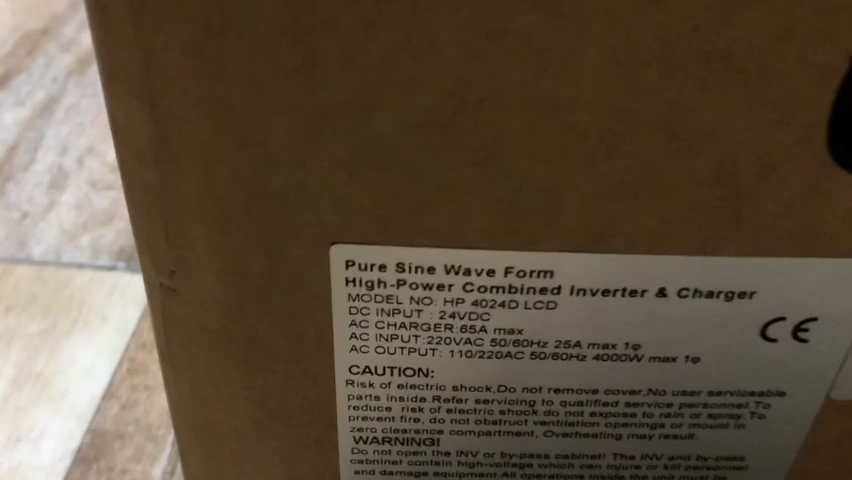 Pure Sine Wave Form
High-Power Combined Inverter & Charger
MODEL NO: HP 4024D LCD
DC INPUT : 24VDC
AC CHARGER:65A max
AC INPUT:220VAC 50/60Hz 25A max 1φ
AC OUTPUT: 110/220AC 50/60Hz 4000W max 1φ
CE
CAUTION:
Risk of electric shock,Do not remove cover,No user serviceable
parts inside.Refer servicing to qualified service personnel.To
reduce risk of electric shock.do not expose to rain or spray.To
prevent fire, do not obstruct ventilation openings or mount in
zero clearance compartment, Overheating may result.
WARNING!
Do not open the INV or by-pass cabinet! The INV and by-pass
cabninet contain high-voltage which can injure or kill personnel
and damage equipment.All operations inside the unit must be